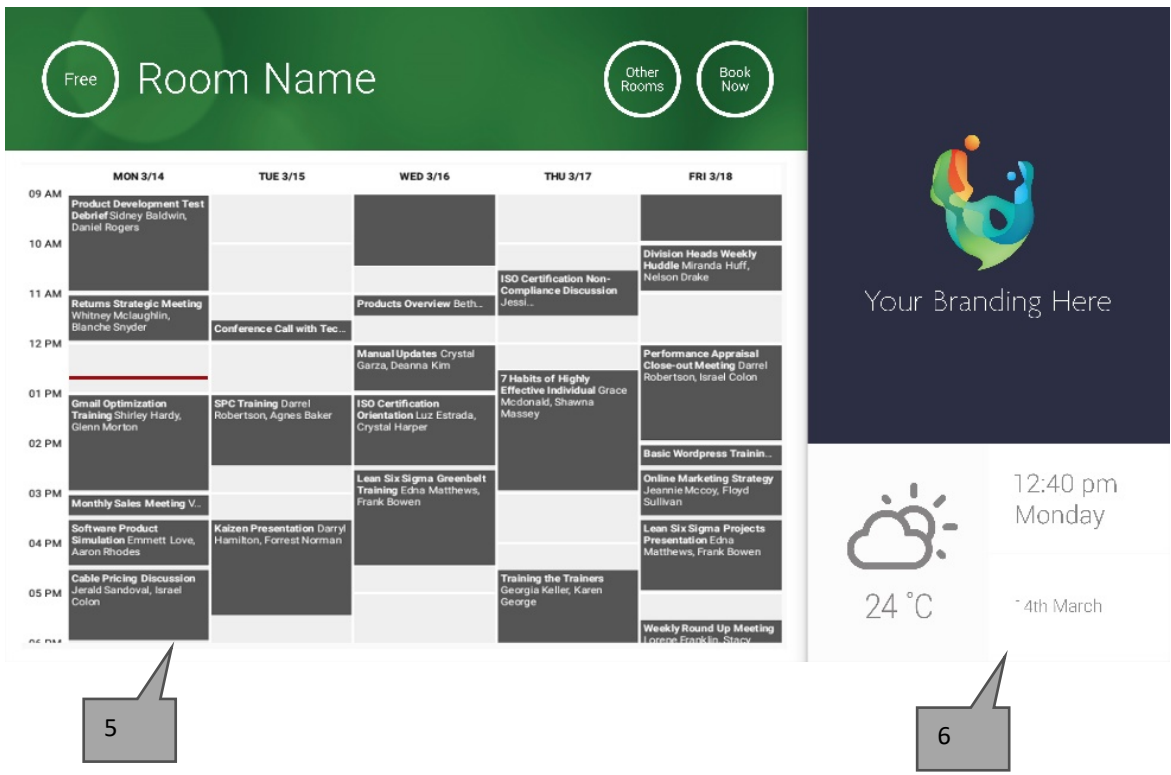 Free
Room Name
Other
Rooms
Book
Now
MON 3/14
TUE 3/15
WED 3/16
THU 3/17
FRI 3/18
09 AM
10 AM
11 AM
12 PM
01 PM
02 PM
03 PM
04 PM
05 PM
06 PM
Product Development Test
Debrief Sidney Baldwin,
Daniel Rogers
Returns Strategic Meeting
Whitney Mclaughlin,
Blanche Snyder
Gmail Optimization
Training Shirley Hardy,
Glenn Morton
Monthly Sales Meeting V...
Software Product
Simulation Emmett Love,
Aaron Rhodes
Cable Pricing Discussion
Jerald Sandoval, Israel
Colon
Conference Call with Tec...
SPC Training Darrel
Robertson, Agnes Baker
Kaizen Presentation Darryl
Hamilton, Forrest Norman
Products Overview Beth...
Manual Updates Crystal
Garza, Deanna Kim
ISO Certification
Orientation Luz Estrada,
Crystal Harper
Lean Six Sigma Greenbelt
Training Edna Matthews,
Frank Bowen
ISO Certification Non-
Compliance Discussion
Jessi...
7 Habits of Highly
Effective Individual Grace
Mcdonald, Shawna
Massey
Training the Trainers
Georgia Keller, Karen
George
Division Heads Weekly
Huddle Miranda Huff,
Nelson Drake
Performance Appraisal
Close-out Meeting Darrel
Robertson, Israel Colon
Basic Wordpress Trainin...
Online Marketing Strategy
Jeannie Mccoy, Floyd
Sullivan
Lean Six Sigma Projects
Presentation Edna
Matthews, Frank Bowen
Weekly Round Up Meeting
Lorene Franklin, Stacy
Your Branding Here
12:40 pm
Monday
24 °C
14th March
5
6